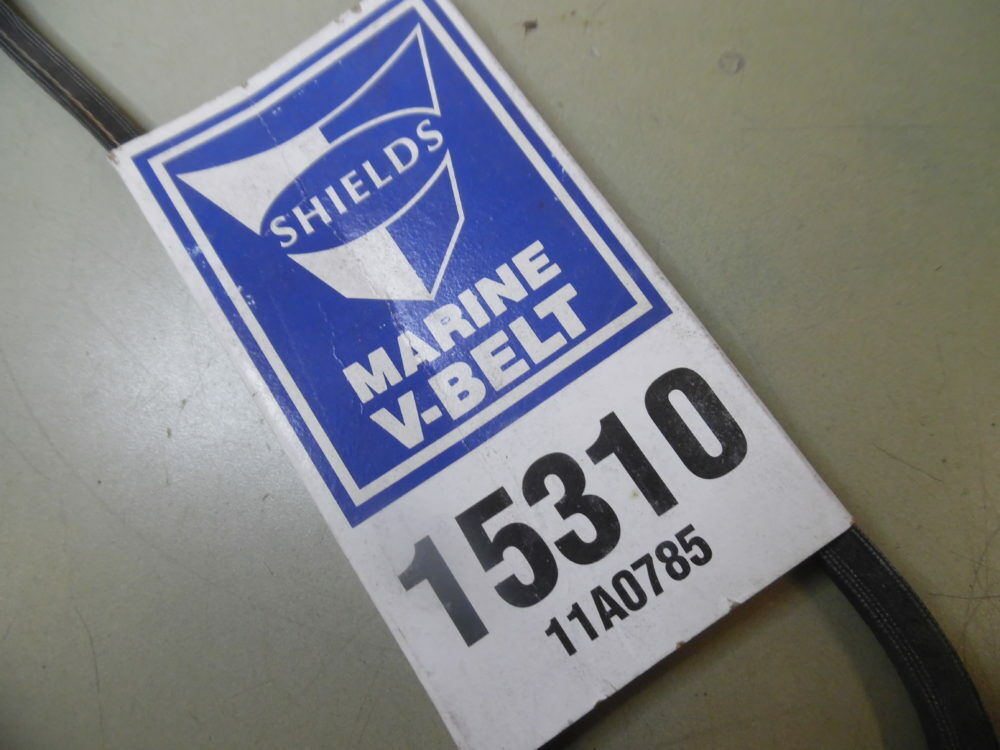 SHIELDS
MARINE
V-BELT
15310
11A0785